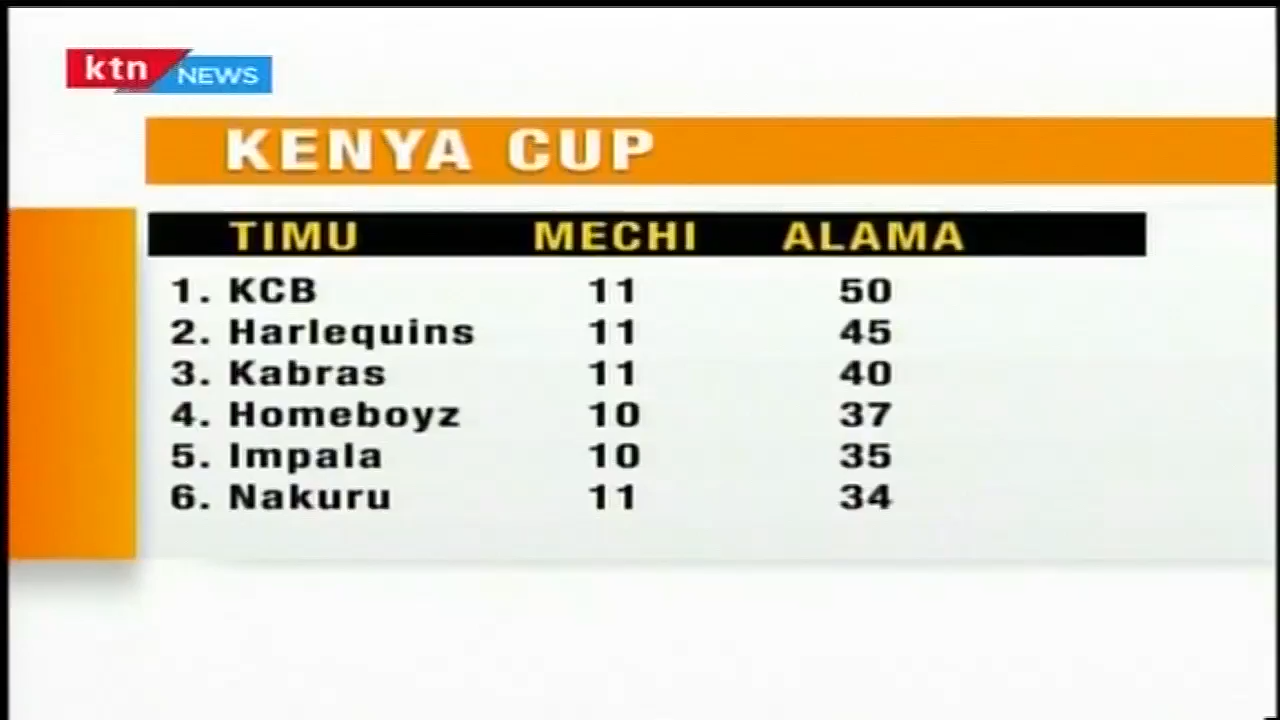 ktn NEWS
KENYA CUP
TIMU MECHI ALAMA
1. KCB 11 50
2. Harlequins 11 45
3. Kabras 11 40
4. Homeboyz 10 37
5. Impala 10 35
6. Nakuru 11 34